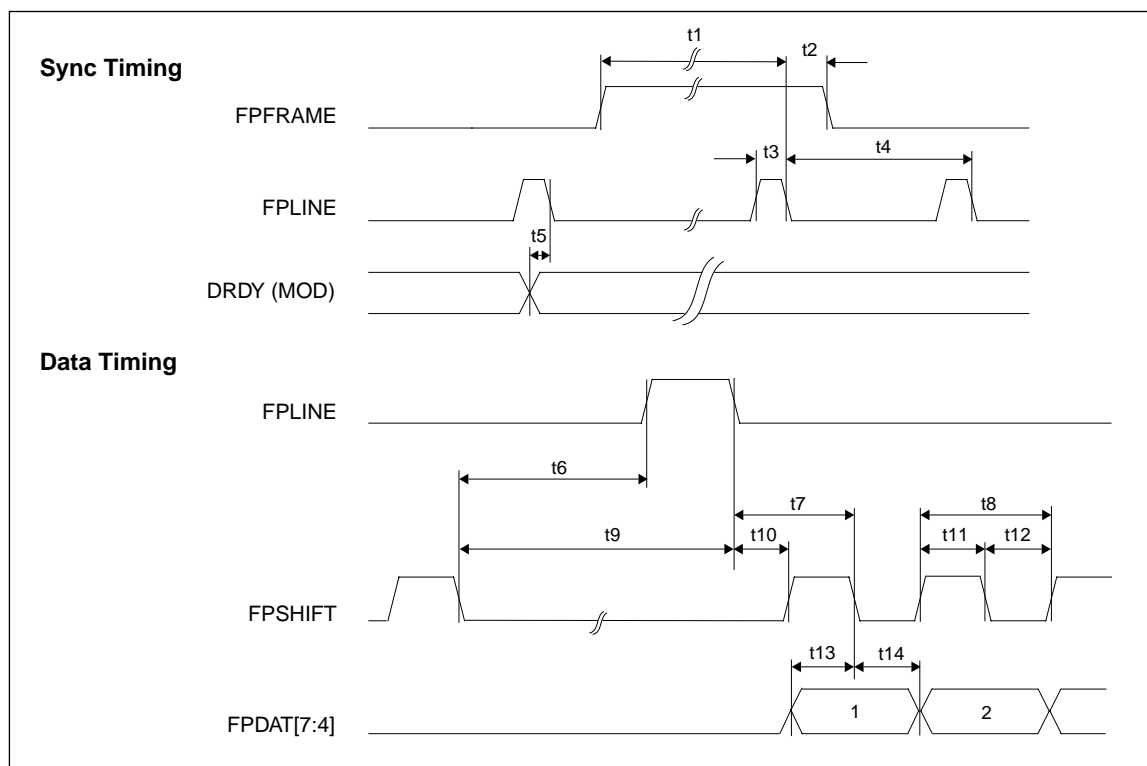 Sync Timing
t1
t2
FPFRAME
t3
t4
FPLINE
t5
DRDY (MOD)
Data Timing
FPLINE
t6
t7
t8
t9
t10
t11
t12
FPSHIFT
t13
t14
FPDAT[7:4]
1
2